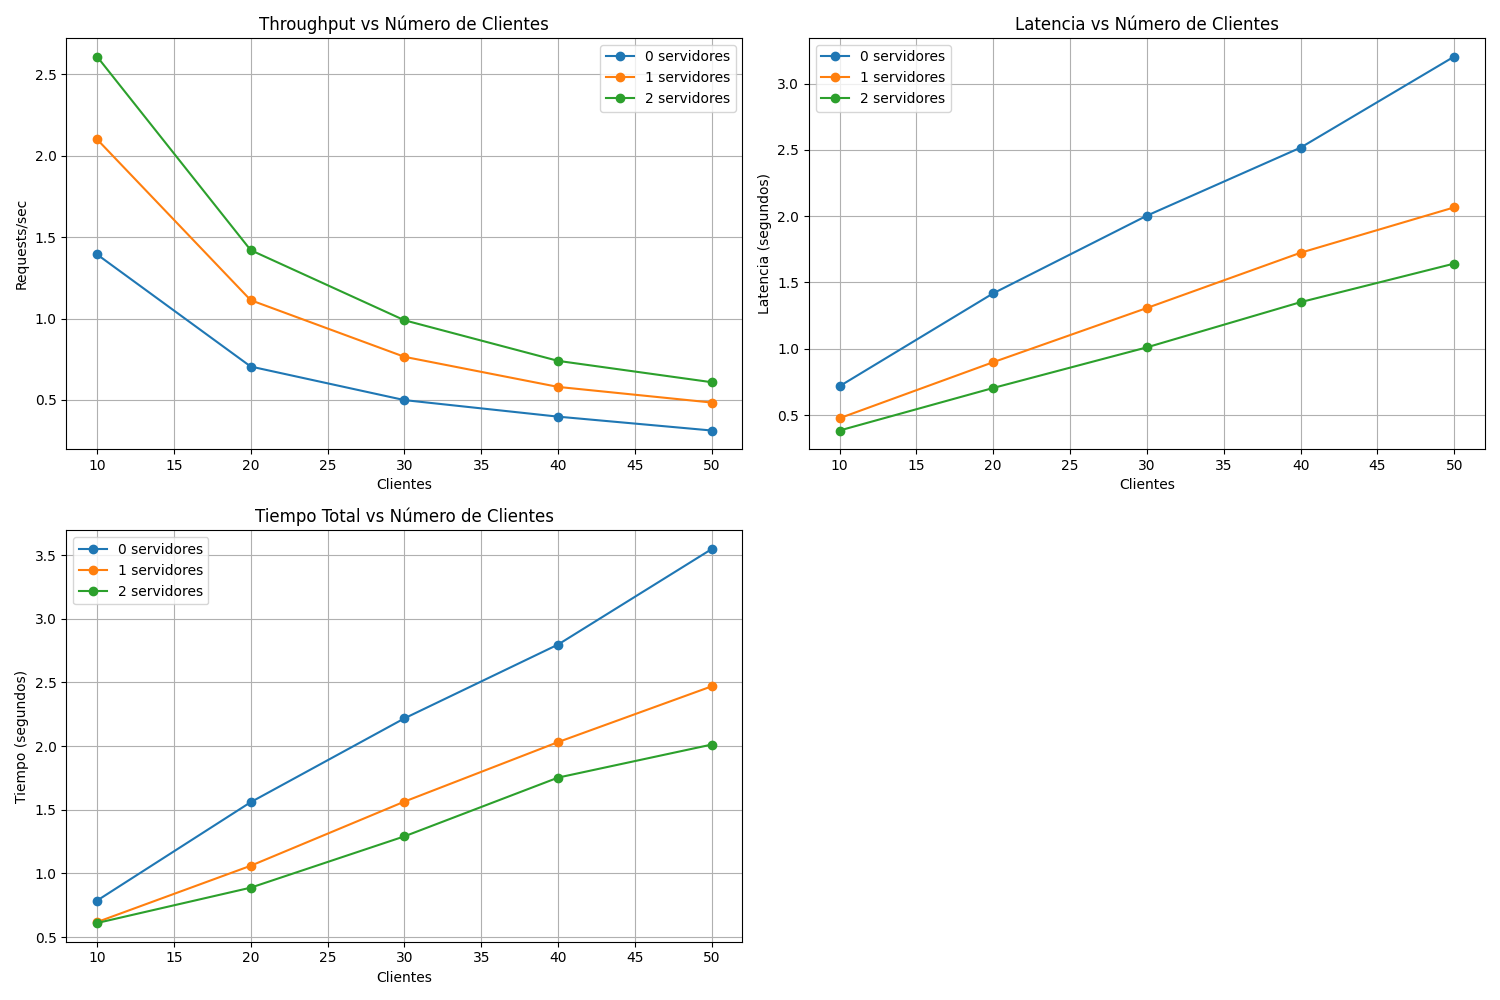 Throughput vs Número de Clientes
0 servidores
1 servidores
2 servidores
Requests/sec
2.5
2.0
1.5
1.0
0.5
10 15 20 25 30 35 40 45 50
Clientes
Latencia vs Número de Clientes
0 servidores
1 servidores
2 servidores
Latencia (segundos)
3.0
2.5
2.0
1.5
1.0
0.5
10 15 20 25 30 35 40 45 50
Clientes
Tiempo Total vs Número de Clientes
0 servidores
1 servidores
2 servidores
Tiempo (segundos)
3.5
3.0
2.5
2.0
1.5
1.0
0.5
10 15 20 25 30 35 40 45 50
Clientes